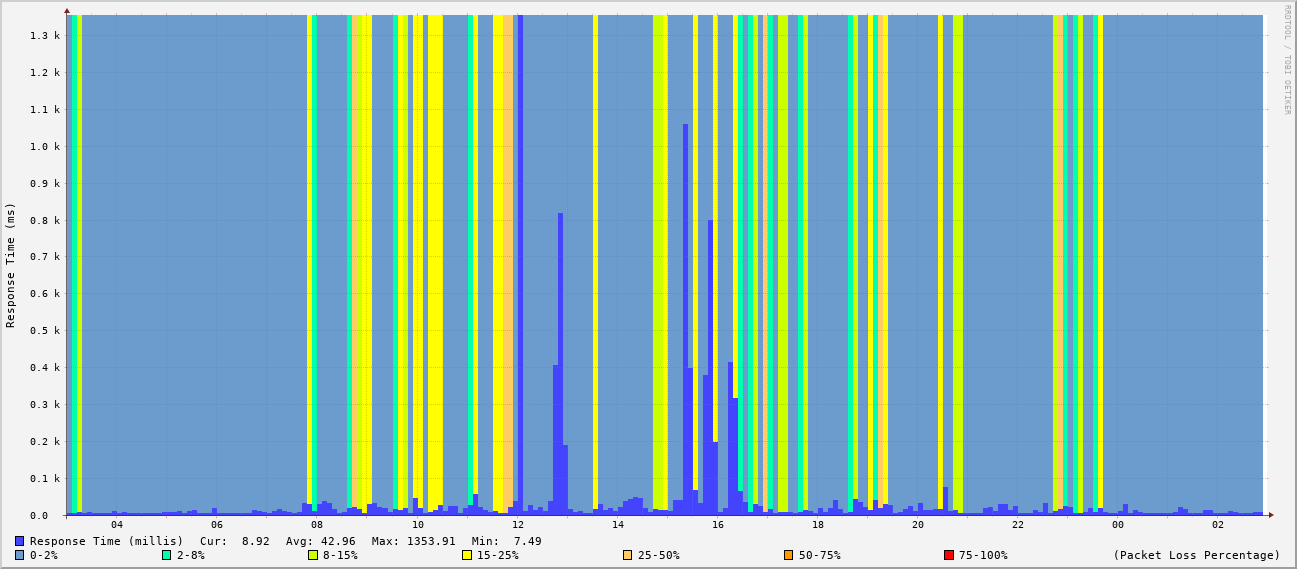 RRDTOOL / TOBI OETIKER
Response Time (ms)
1.3 k
1.2 k
1.1 k
1.0 k
0.9 k
0.8 k
0.7 k
0.6 k
0.5 k
0.4 k
0.3 k
0.2 k
0.1 k
0.0
04 06 08 10 12 14 16 18 20 22 00 02
Response Time (millis) Cur: 8.92 Avg: 42.96 Max: 1353.91 Min: 7.49
0-2% 2-8% 8-15% 15-25% 25-50% 50-75% 75-100% (Packet Loss Percentage)